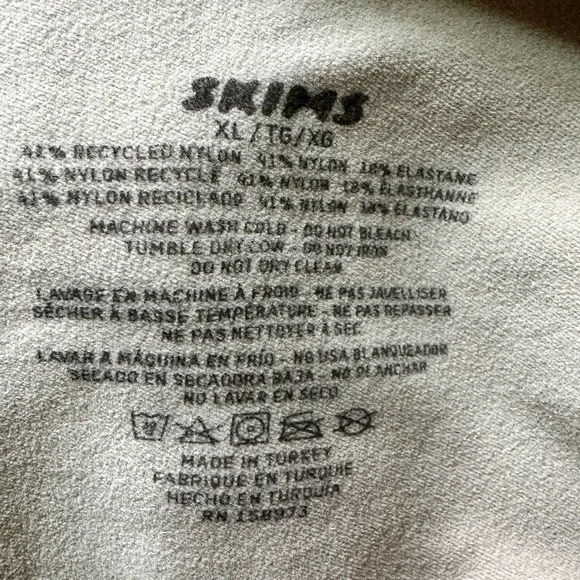 SKIMS
XL/TG/XG
41% RECYCLED NYLON 41% NYLON 18% ELASTANE
41% NYLON RECYCLÉ 41% NYLON 18% ÉLASTHANNE
41% NYLON RECICLADO 41% NYLON 18% ELASTANO
MACHINE WASH COLD - DO NOT BLEACH
TUMBLE DRY LOW - DO NOT IRON
DO NOT DRY CLEAN
LAVAGE EN MACHINE À FROID - NE PAS JAVELLISER
SÉCHER À BASSE TEMPÉRATURE - NE PAS REPASSER
NE PAS NETTOYER À SEC
LAVAR A MÁQUINA EN FRÍO - NO USA BLANQUEADOR
SECADO EN SECADORA BAJA - NO PLANCHAR
NO LAVAR EN SECO
30
MADE IN TURKEY
FABRIQUÉ EN TURQUIE
HECHO EN TURQUÍA
RN 158973